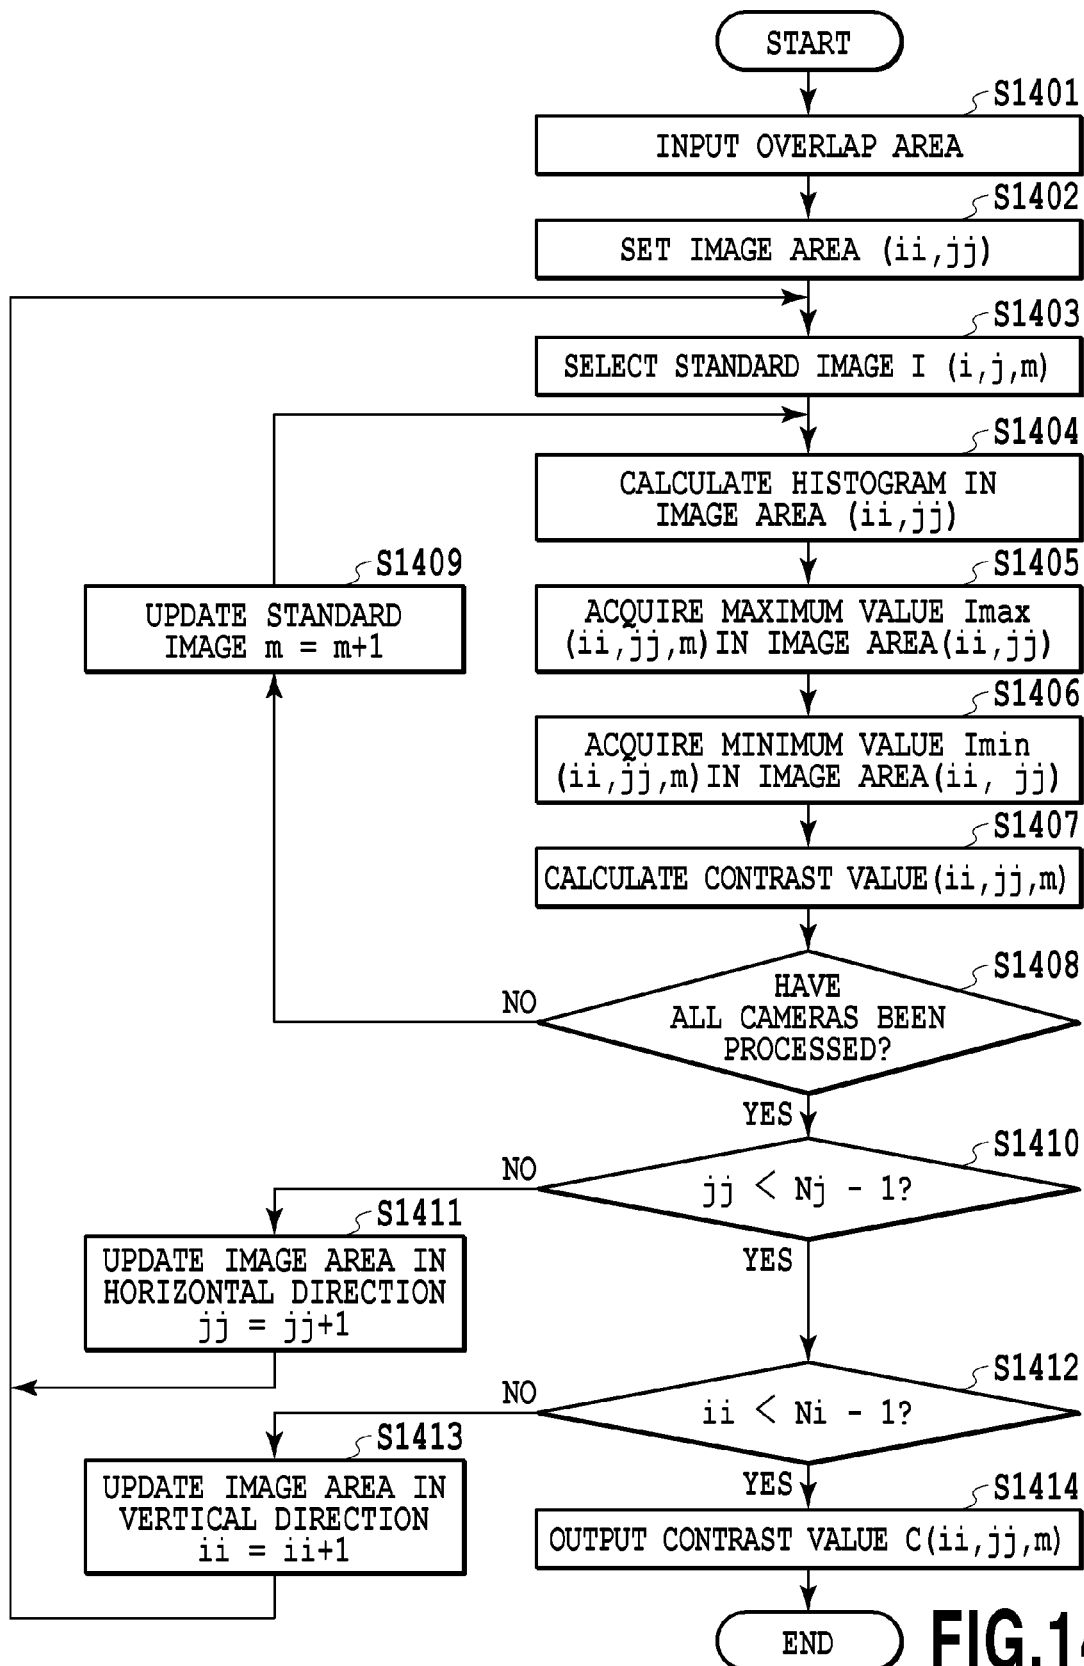 START
S1401
INPUT OVERLAP AREA
S1402
SET IMAGE AREA (ii,jj)
S1403
SELECT STANDARD IMAGE I (i,j,m)
S1404
CALCULATE HISTOGRAM IN
IMAGE AREA (ii,jj)
S1405
ACQUIRE MAXIMUM VALUE Imax
(ii,jj,m)IN IMAGE AREA(ii,jj)
S1409
UPDATE STANDARD
IMAGE m = m+1
S1406
ACQUIRE MINIMUM VALUE Imin
(ii,jj,m)IN IMAGE AREA(ii, jj)
S1407
CALCULATE CONTRAST VALUE(ii,jj,m)
S1408
HAVE
ALL CAMERAS BEEN
PROCESSED?
NO
YES
S1410
jj < Nj - 1?
NO
YES
S1411
UPDATE IMAGE AREA IN
HORIZONTAL DIRECTION
jj = jj+1
S1412
ii < Ni - 1?
NO
YES
S1413
UPDATE IMAGE AREA IN
VERTICAL DIRECTION
ii = ii+1
S1414
OUTPUT CONTRAST VALUE C(ii,jj,m)
END
FIG.14